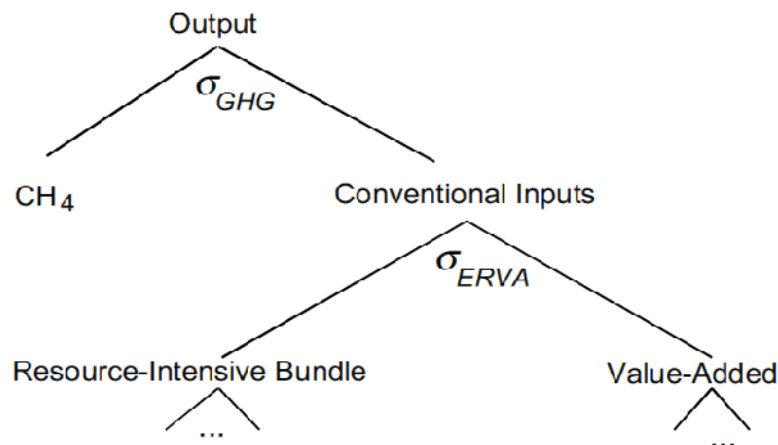 Output
σGHG
CH4
Conventional Inputs
σERVA
Resource-Intensive Bundle
Value-Added
...
...